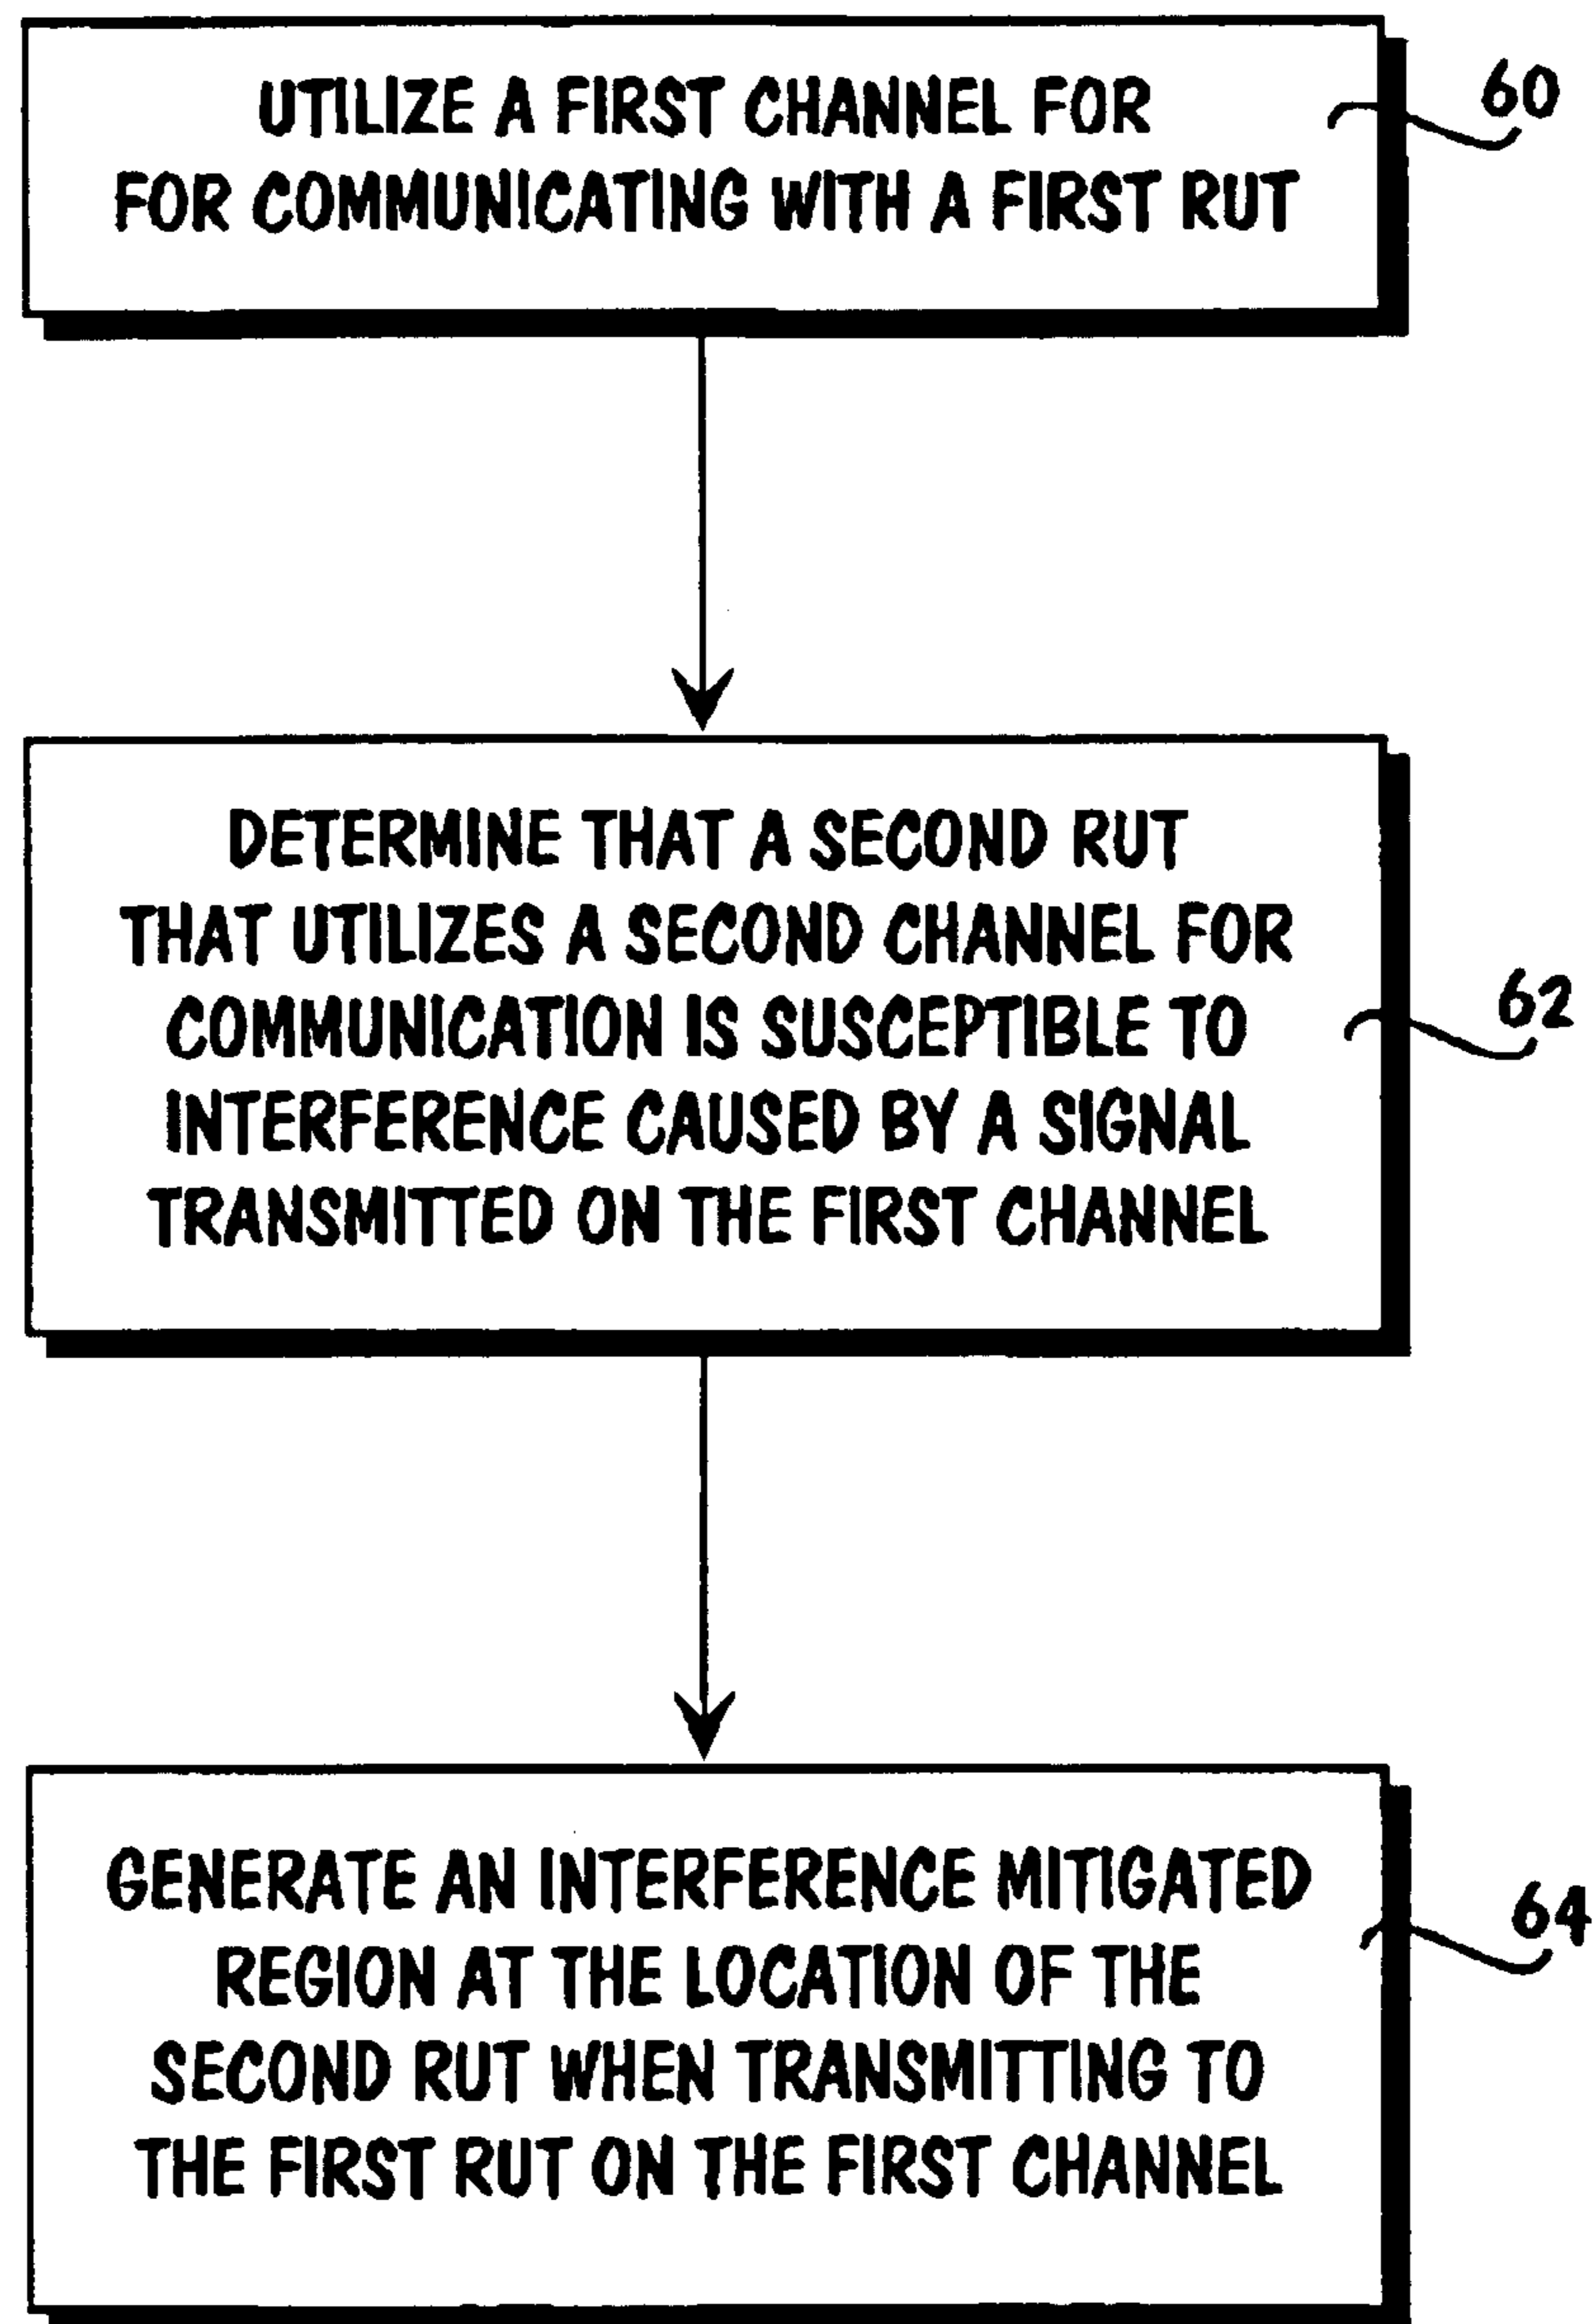 UTILIZE A FIRST CHANNEL FOR
FOR COMMUNICATING WITH A FIRST RUT
60
DETERMINE THAT A SECOND RUT
THAT UTILIZES A SECOND CHANNEL FOR
COMMUNICATION IS SUSCEPTIBLE TO
INTERFERENCE CAUSED BY A SIGNAL
TRANSMITTED ON THE FIRST CHANNEL
62
GENERATE AN INTERFERENCE MITIGATED
REGION AT THE LOCATION OF THE
SECOND RUT WHEN TRANSMITTING TO
THE FIRST RUT ON THE FIRST CHANNEL
64